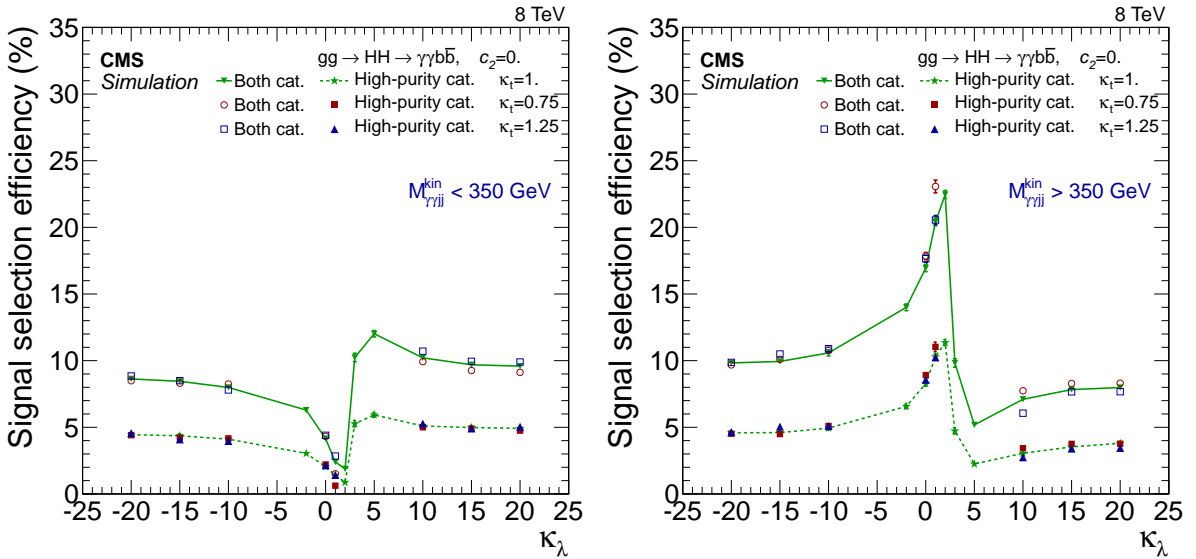 8 TeV
Signal selection efficiency (%)
35
30
25
20
15
10
5
0
CMS
Simulation
gg → HH → γγbb̅, c₂=0.
Both cat. High-purity cat. κₜ=1.
Both cat. High-purity cat. κₜ=0.75
Both cat. High-purity cat. κₜ=1.25
M^kin_γγjj < 350 GeV
-25 -20 -15 -10 -5 0 5 10 15 20 25
κ_λ
8 TeV
Signal selection efficiency (%)
35
30
25
20
15
10
5
0
CMS
Simulation
gg → HH → γγbb̅, c₂=0.
Both cat. High-purity cat. κₜ=1.
Both cat. High-purity cat. κₜ=0.75
Both cat. High-purity cat. κₜ=1.25
M^kin_γγjj > 350 GeV
-25 -20 -15 -10 -5 0 5 10 15 20 25
κ_λ